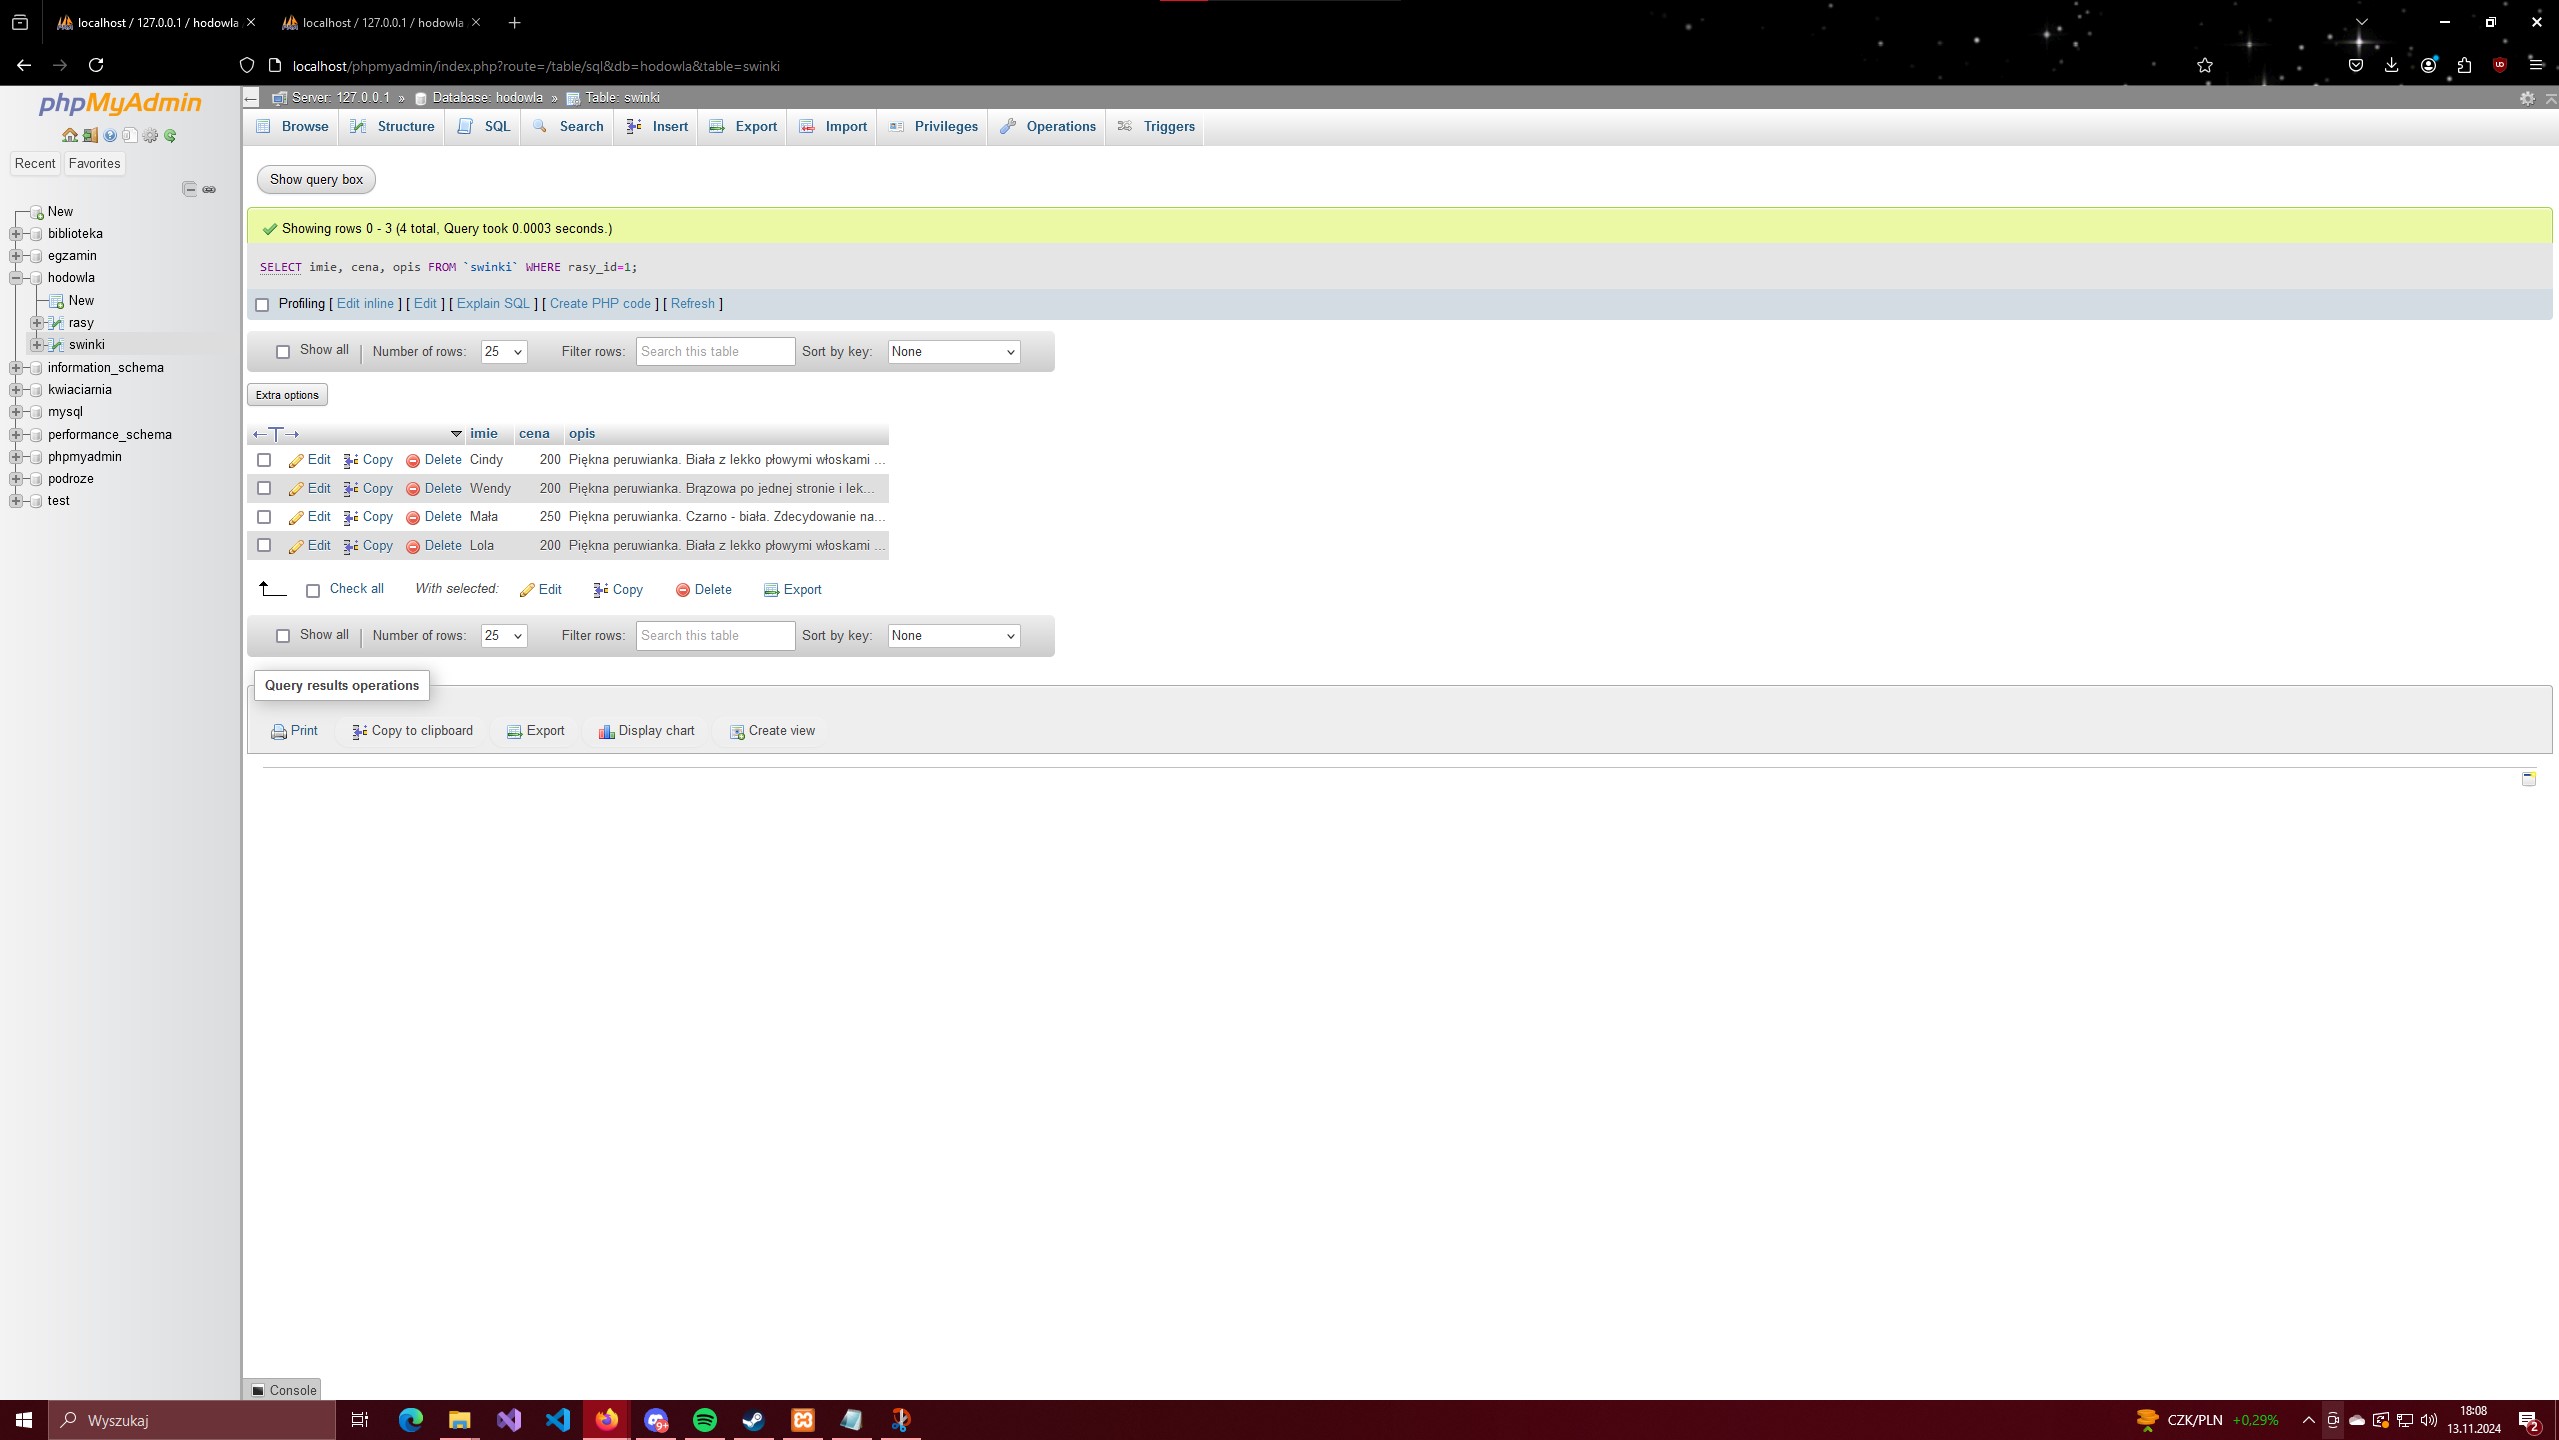 localhost / 127.0.0.1 / hodowla
localhost / 127.0.0.1 / hodowla
localhost/phpmyadmin/index.php?route=/table/sql&db=hodowla&table=swinki
phpMyAdmin
Recent Favorites
New
biblioteka
egzamin
hodowla
New
rasy
swinki
information_schema
kwiaciarnia
mysql
performance_schema
phpmyadmin
podroze
test
Server: 127.0.0.1 » Database: hodowla » Table: swinki
Browse Structure SQL Search Insert Export Import Privileges Operations Triggers
Show query box
Showing rows 0 - 3 (4 total, Query took 0.0003 seconds.)
SELECT imie, cena, opis FROM `swinki` WHERE rasy_id=1;
Profiling [ Edit inline ] [ Edit ] [ Explain SQL ] [ Create PHP code ] [ Refresh ]
Show all Number of rows: 25 Filter rows: Search this table Sort by key: None
Extra options
←T→ imie cena opis
Edit Copy Delete Cindy 200 Piękna peruwianka. Biała z lekko płowymi włoskami ...
Edit Copy Delete Wendy 200 Piękna peruwianka. Brązowa po jednej stronie i lek...
Edit Copy Delete Mała 250 Piękna peruwianka. Czarno - biała. Zdecydowanie na...
Edit Copy Delete Lola 200 Piękna peruwianka. Biała z lekko płowymi włoskami ...
Check all With selected: Edit Copy Delete Export
Show all Number of rows: 25 Filter rows: Search this table Sort by key: None
Query results operations
Print Copy to clipboard Export Display chart Create view
Console
Wyszukaj
9+
CZK/PLN +0,29%
18:08
13.11.2024
2